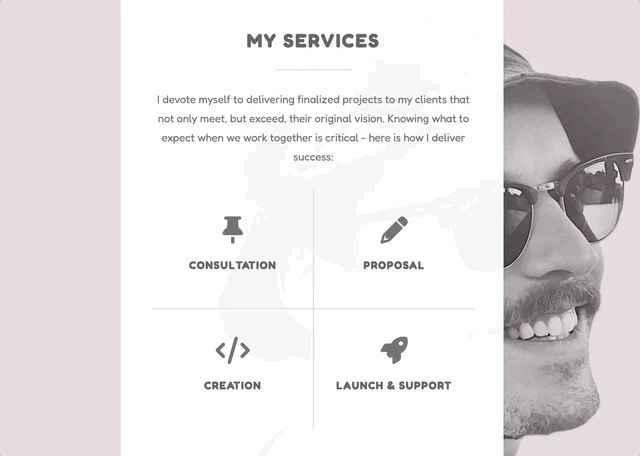 MY SERVICES
I devote myself to delivering finalized projects to my clients that
not only meet, but exceed, their original vision. Knowing what to
expect when we work together is critical - here is how I deliver
success:
CONSULTATION
PROPOSAL
CREATION
LAUNCH & SUPPORT